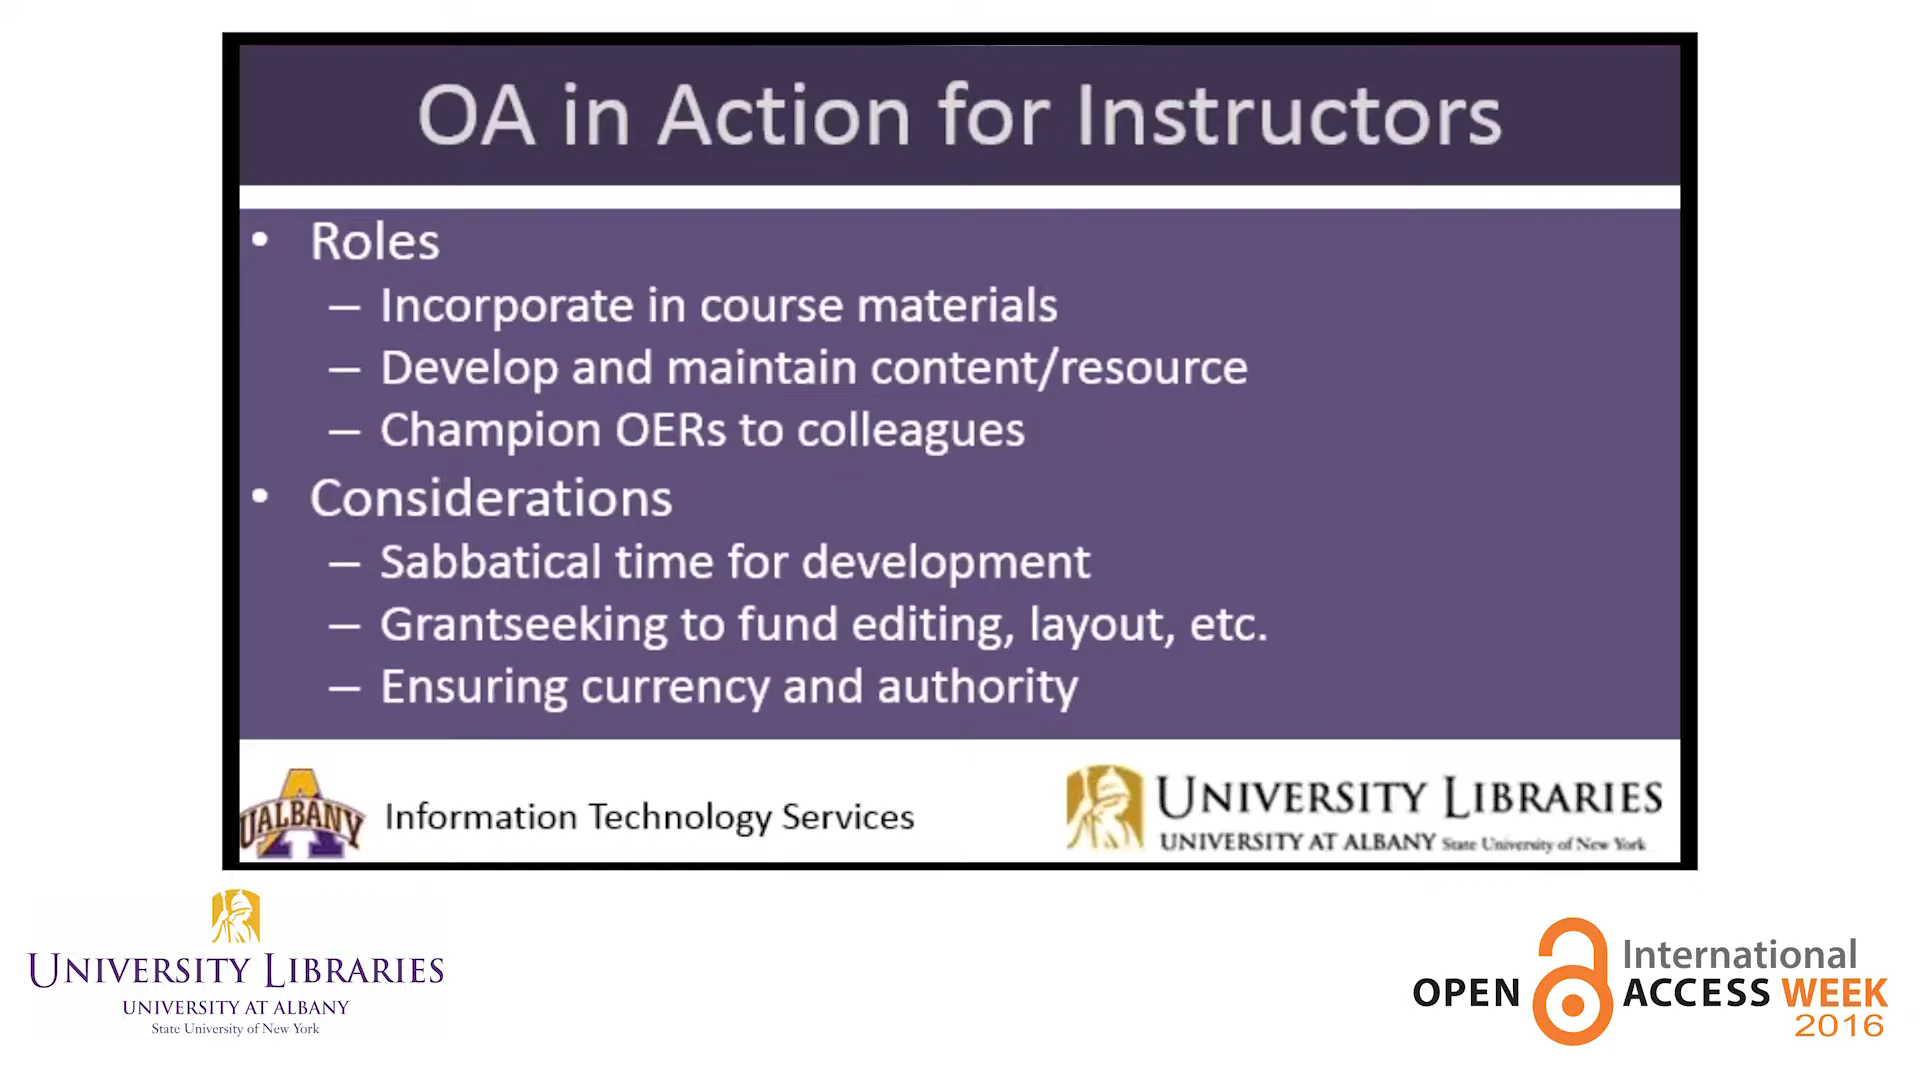 OA in Action for Instructors
• Roles
– Incorporate in course materials
– Develop and maintain content/resource
– Champion OERs to colleagues
• Considerations
– Sabbatical time for development
– Grantseeking to fund editing, layout, etc.
– Ensuring currency and authority
UALBANY
Information Technology Services
UNIVERSITY LIBRARIES
UNIVERSITY AT ALBANY State University of New York
UNIVERSITY LIBRARIES
UNIVERSITY AT ALBANY
State University of New York
International
OPEN ACCESS WEEK
2016